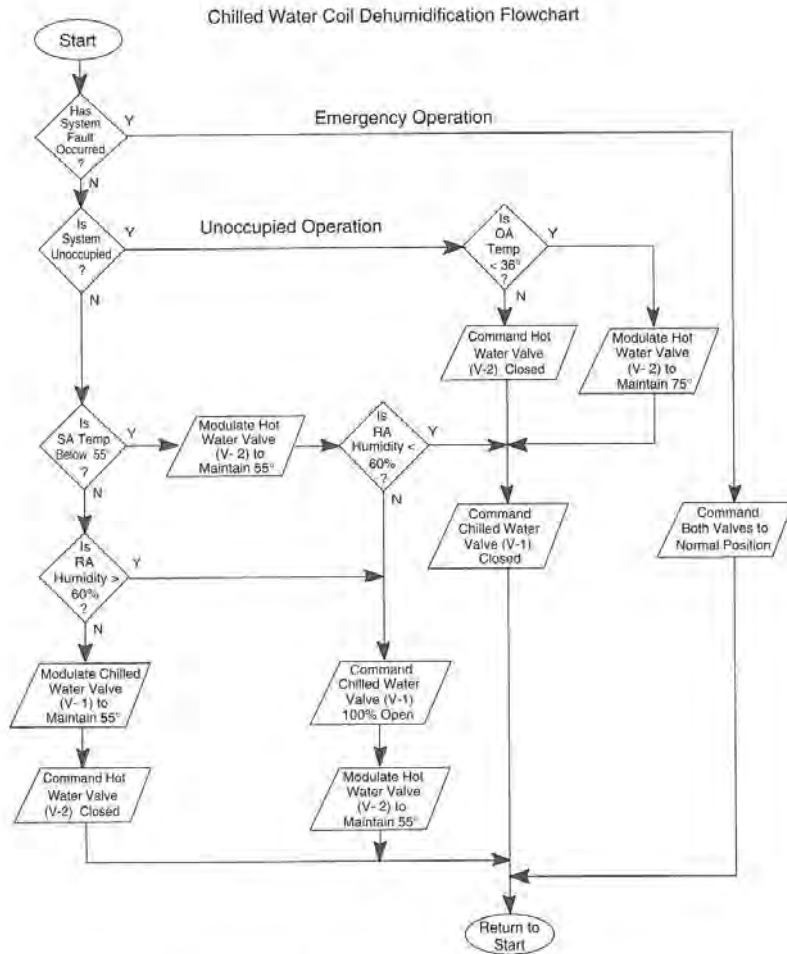 Chilled Water Coil Dehumidification Flowchart
Start
Has
System
Fault
Occurred
?
Y
Emergency Operation
N
Is
System
Unoccupied
?
Y
Unoccupied Operation
N
Is
OA
Temp
< 36°
?
Y
N
Command Hot
Water Valve
(V-2) Closed
Modulate Hot
Water Valve
(V- 2) to
Maintain 75°
Is
SA Temp
Below 55°
?
Y
N
Modulate Hot
Water Valve
(V- 2) to
Maintain 55°
Is
RA
Humidity <
60%
?
Y
N
Command
Chilled Water
Valve (V-1)
Closed
Command
Both Valves to
Normal Position
Is
RA
Humidity >
60%
?
Y
N
Modulate Chilled
Water Valve
(V- 1) to
Maintain 55°
Command
Chilled Water
Valve (V-1)
100% Open
Command Hot
Water Valve
(V-2) Closed
Modulate Hot
Water Valve
(V- 2) to
Maintain 55°
Return to
Start